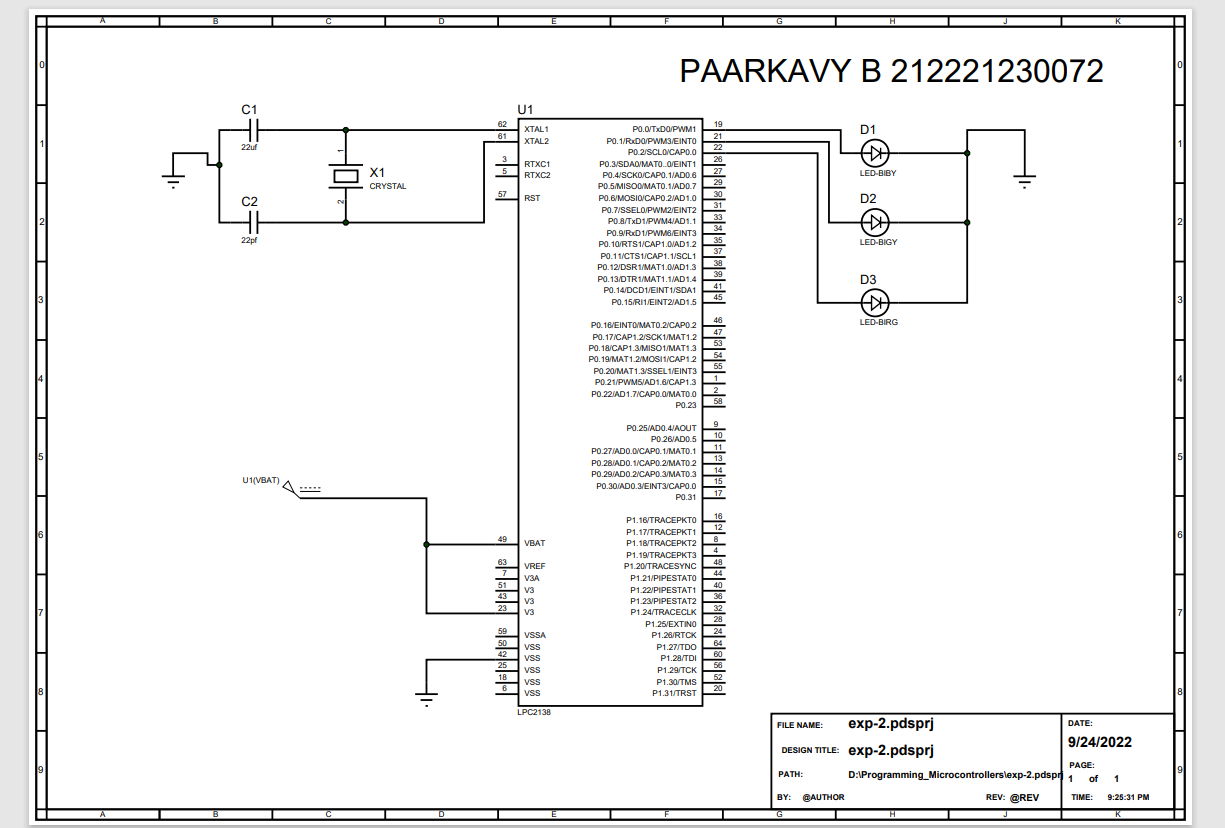 A B C D E F G H J K
PAARKAVY B 212221230072
0 0
1 1
2 2
3 3
4 4
5 5
6 6
7 7
8 8
9 9
C1
22uf
C2
22pf
X1
CRYSTAL
1
2
U1(VBAT)
U1
62 XTAL1
61 XTAL2
3 RTXC1
5 RTXC2
57 RST
49 VBAT
63 VREF
7 V3A
51 V3
43 V3
23 V3
59 VSSA
50 VSS
42 VSS
25 VSS
18 VSS
6 VSS
P0.0/TxD0/PWM1 19
P0.1/RxD0/PWM3/EINT0 21
P0.2/SCL0/CAP0.0 22
P0.3/SDA0/MAT0..0/EINT1 26
P0.4/SCK0/CAP0.1/AD0.6 27
P0.5/MISO0/MAT0.1/AD0.7 29
P0.6/MOSI0/CAP0.2/AD1.0 30
P0.7/SSEL0/PWM2/EINT2 31
P0.8/TxD1/PWM4/AD1.1 33
P0.9/RxD1/PWM6/EINT3 34
P0.10/RTS1/CAP1.0/AD1.2 35
P0.11/CTS1/CAP1.1/SCL1 37
P0.12/DSR1/MAT1.0/AD1.3 38
P0.13/DTR1/MAT1.1/AD1.4 39
P0.14/DCD1/EINT1/SDA1 41
P0.15/RI1/EINT2/AD1.5 45
P0.16/EINT0/MAT0.2/CAP0.2 46
P0.17/CAP1.2/SCK1/MAT1.2 47
P0.18/CAP1.3/MISO1/MAT1.3 53
P0.19/MAT1.2/MOSI1/CAP1.2 54
P0.20/MAT1.3/SSEL1/EINT3 55
P0.21/PWM5/AD1.6/CAP1.3 1
P0.22/AD1.7/CAP0.0/MAT0.0 2
P0.23 58
P0.25/AD0.4/AOUT 9
P0.26/AD0.5 10
P0.27/AD0.0/CAP0.1/MAT0.1 11
P0.28/AD0.1/CAP0.2/MAT0.2 13
P0.29/AD0.2/CAP0.3/MAT0.3 14
P0.30/AD0.3/EINT3/CAP0.0 15
P0.31 17
P1.16/TRACEPKT0 16
P1.17/TRACEPKT1 12
P1.18/TRACEPKT2 8
P1.19/TRACEPKT3 4
P1.20/TRACESYNC 48
P1.21/PIPESTAT0 44
P1.22/PIPESTAT1 40
P1.23/PIPESTAT2 36
P1.24/TRACECLK 32
P1.25/EXTIN0 28
P1.26/RTCK 24
P1.27/TDO 64
P1.28/TDI 60
P1.29/TCK 56
P1.30/TMS 52
P1.31/TRST 20
LPC2138
D1
LED-BIBY
D2
LED-BIGY
D3
LED-BIRG
FILE NAME: exp-2.pdsprj
DESIGN TITLE: exp-2.pdsprj
PATH: D:\Programming_Microcontrollers\exp-2.pdsprj
BY: @AUTHOR REV: @REV
DATE:
9/24/2022
PAGE:
1 of 1
TIME: 9:25:31 PM
A B C D E F G H J K